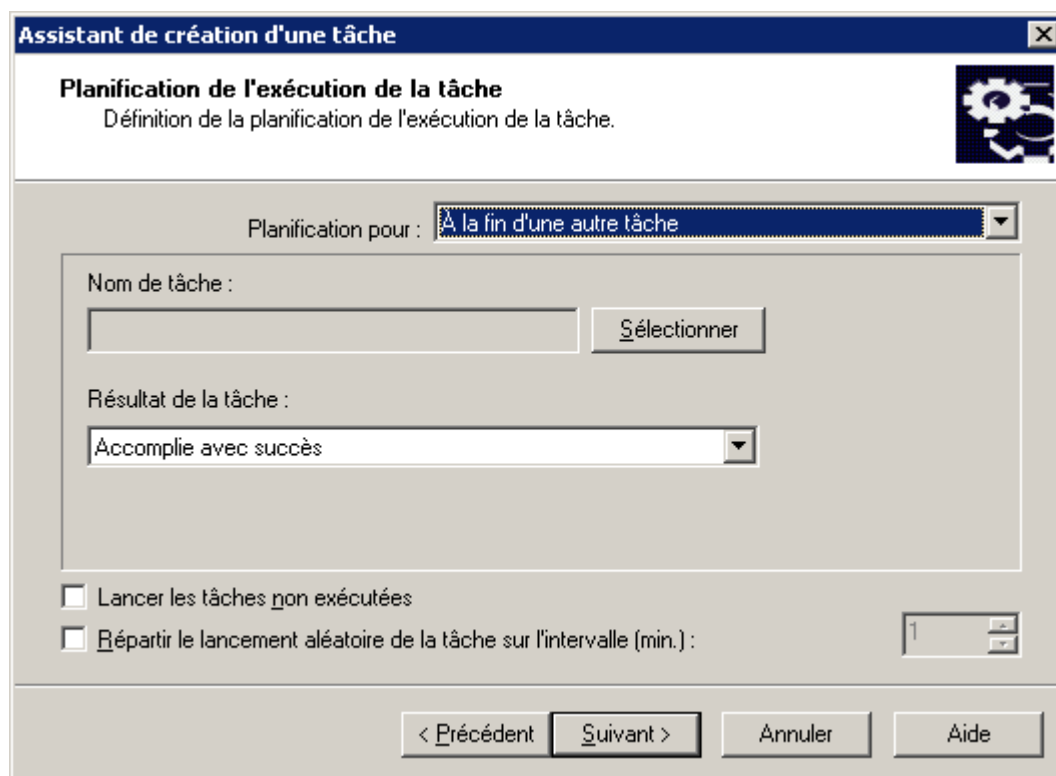 Assistant de création d'une tâche
Planification de l'exécution de la tâche
Définition de la planification de l'exécution de la tâche.
Planification pour : À la fin d'une autre tâche
Nom de tâche :
Sélectionner
Résultat de la tâche :
Accomplie avec succès
Lancer les tâches non exécutées
Répartir le lancement aléatoire de la tâche sur l'intervalle (min.) : 1
< Précédent Suivant > Annuler Aide